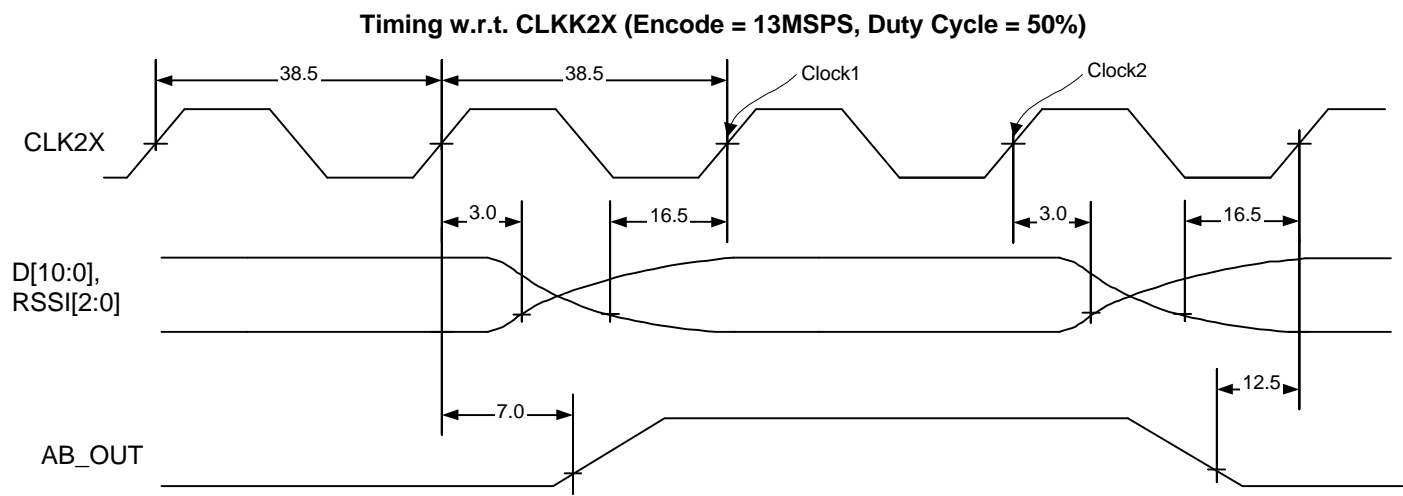 Timing w.r.t. CLKK2X (Encode = 13MSPS, Duty Cycle = 50%)
38.5
38.5
Clock1
Clock2
CLK2X
3.0
16.5
3.0
16.5
D[10:0],
RSSI[2:0]
12.5
7.0
AB_OUT